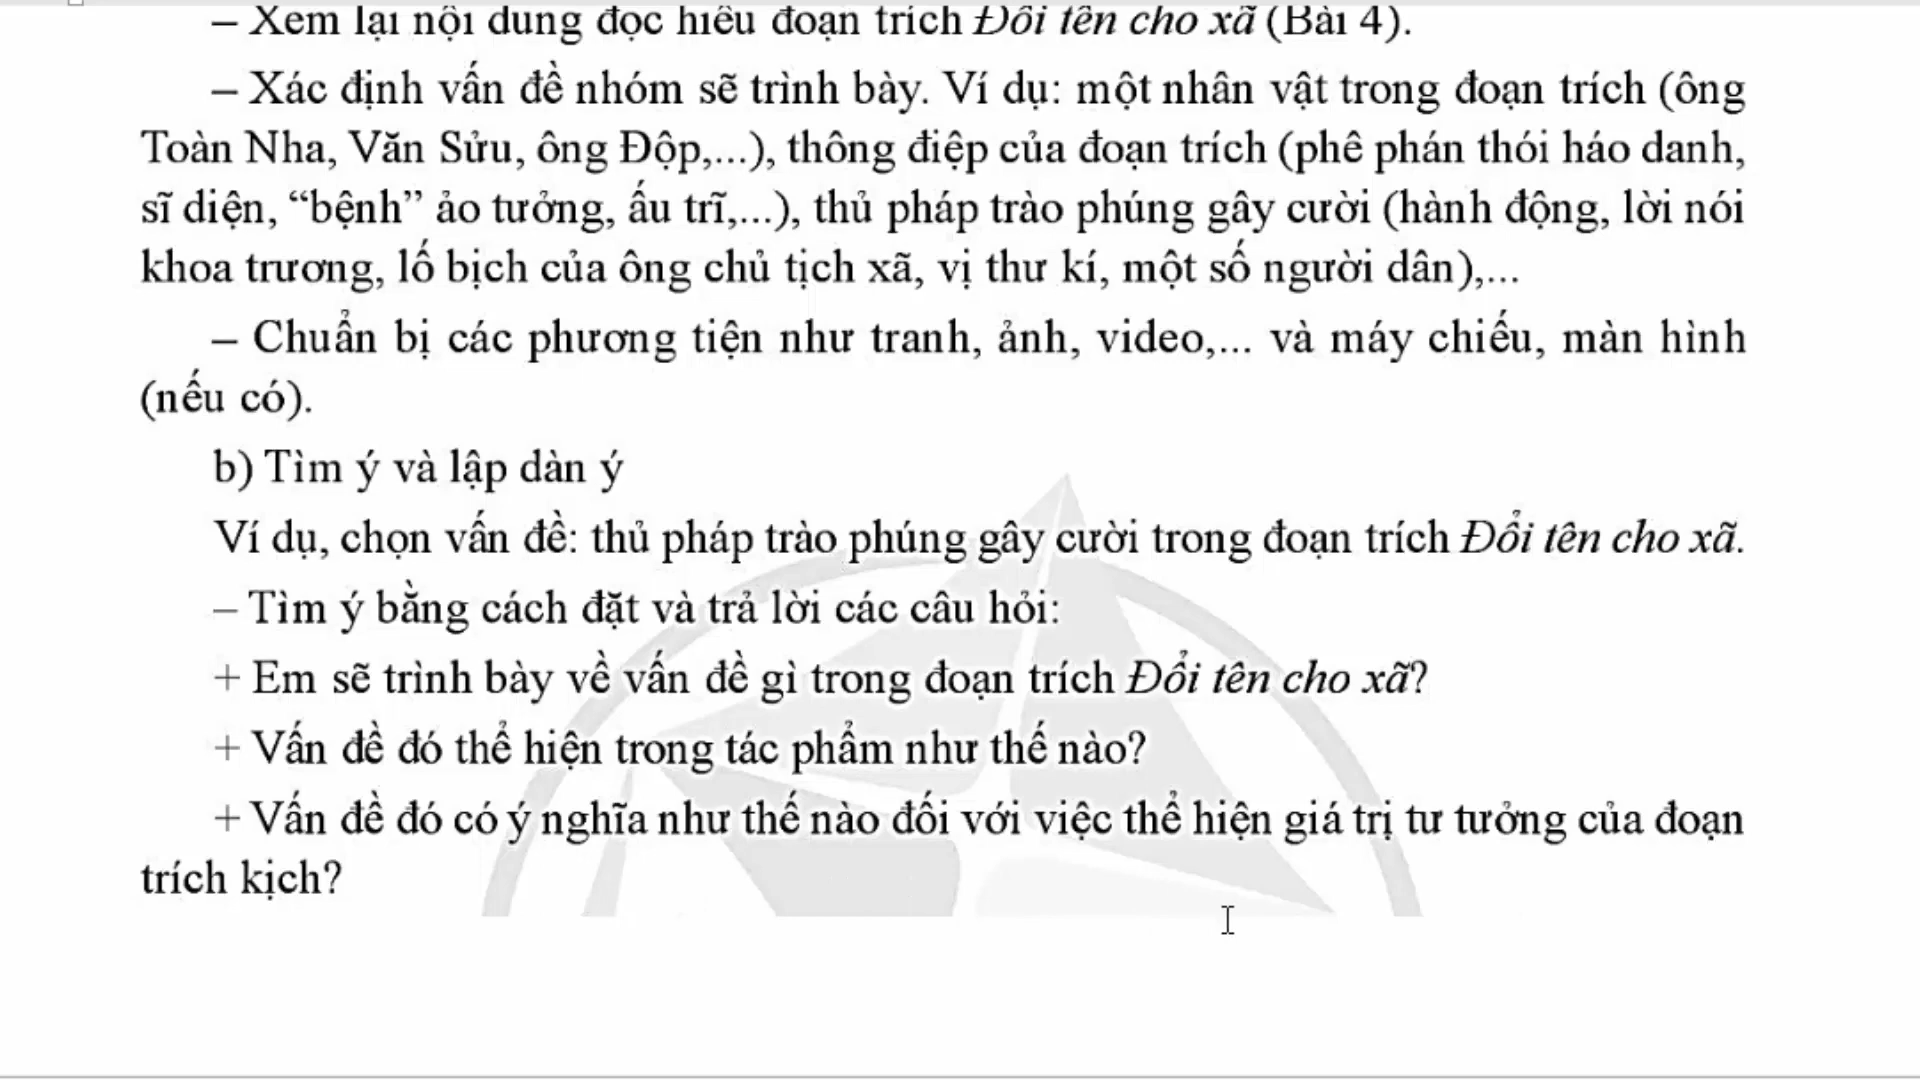 – Xem lại nội dung đọc hiểu đoạn trích Đổi tên cho xã (Bài 4).
– Xác định vấn đề nhóm sẽ trình bày. Ví dụ: một nhân vật trong đoạn trích (ông
Toàn Nha, Văn Sửu, ông Độp,...), thông điệp của đoạn trích (phê phán thói háo danh,
sĩ diện, “bệnh” ảo tưởng, ấu trĩ,...), thủ pháp trào phúng gây cười (hành động, lời nói
khoa trương, lố bịch của ông chủ tịch xã, vị thư kí, một số người dân),...
– Chuẩn bị các phương tiện như tranh, ảnh, video,... và máy chiếu, màn hình
(nếu có).
b) Tìm ý và lập dàn ý
Ví dụ, chọn vấn đề: thủ pháp trào phúng gây cười trong đoạn trích Đổi tên cho xã.
– Tìm ý bằng cách đặt và trả lời các câu hỏi:
+ Em sẽ trình bày về vấn đề gì trong đoạn trích Đổi tên cho xã?
+ Vấn đề đó thể hiện trong tác phẩm như thế nào?
+ Vấn đề đó có ý nghĩa như thế nào đối với việc thể hiện giá trị tư tưởng của đoạn
trích kịch?